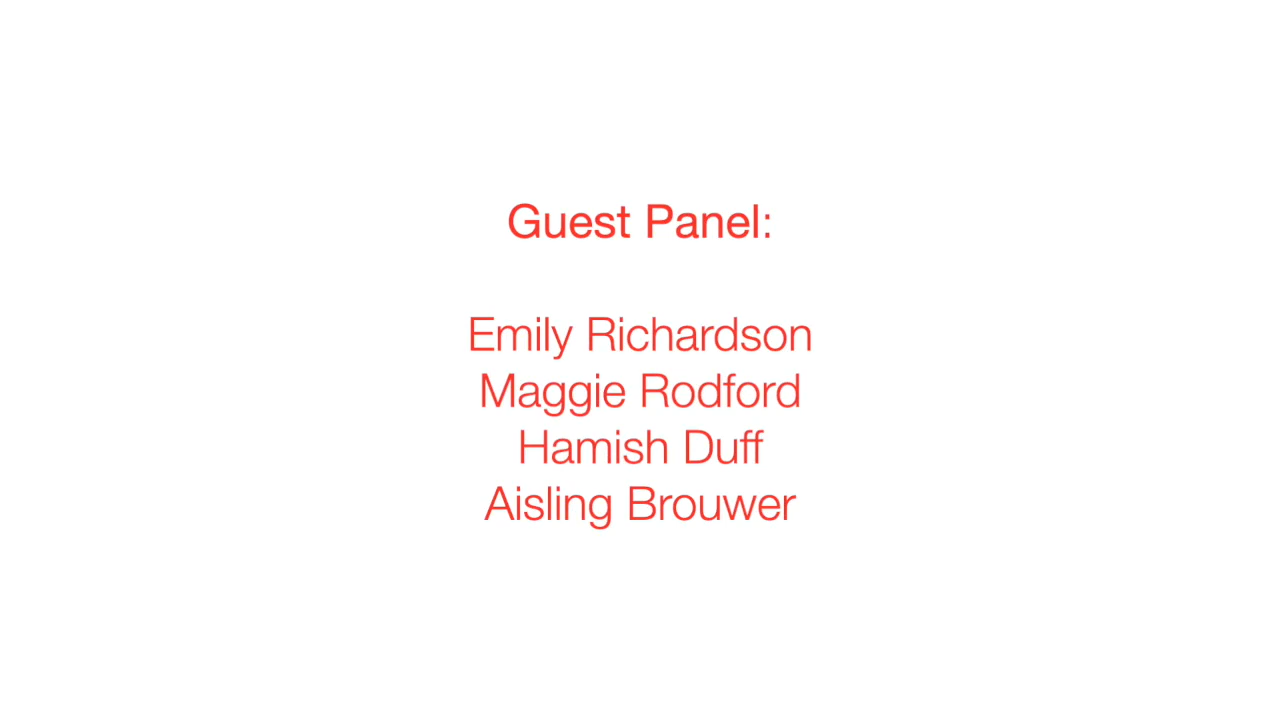 Guest Panel:
Emily Richardson
Maggie Rodford
Hamish Duff
Aisling Brouwer